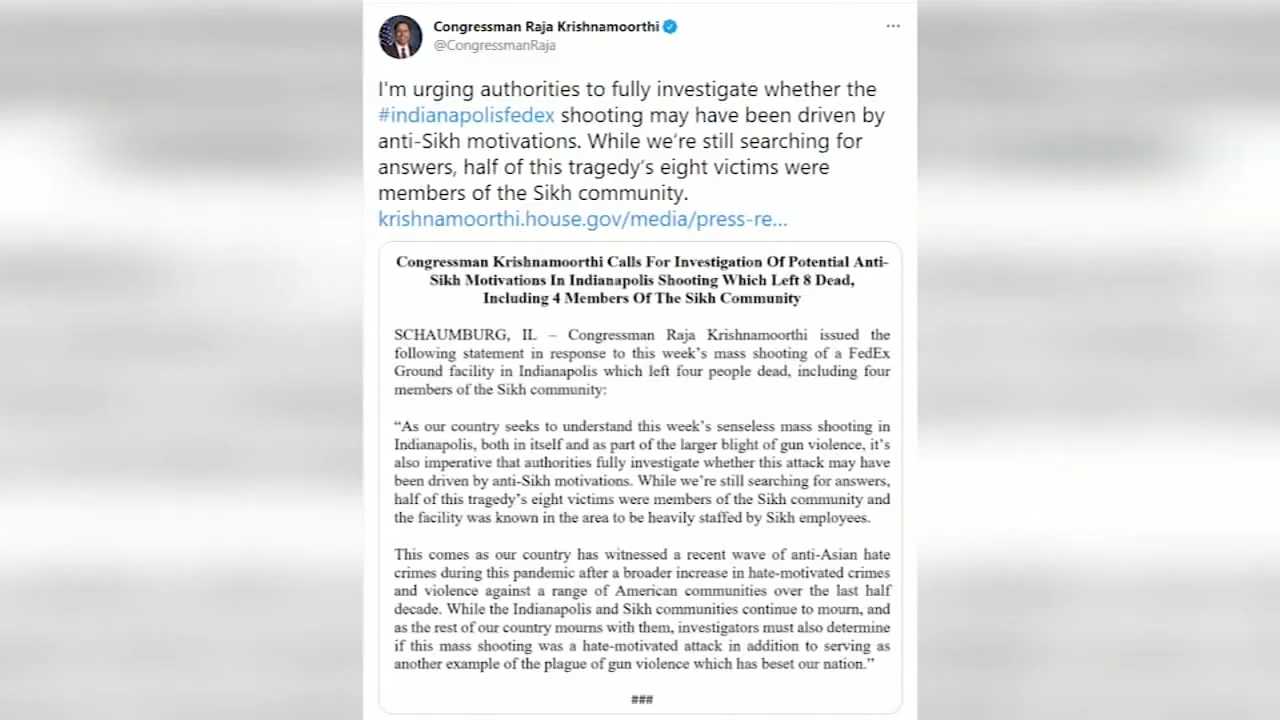 Congressman Raja Krishnamoorthi
@CongressmanRaja
I'm urging authorities to fully investigate whether the
#indianapolisfedex shooting may have been driven by
anti-Sikh motivations. While we're still searching for
answers, half of this tragedy's eight victims were
members of the Sikh community.
krishnamoorthi.house.gov/media/press-re...
Congressman Krishnamoorthi Calls For Investigation Of Potential Anti-
Sikh Motivations In Indianapolis Shooting Which Left 8 Dead,
Including 4 Members Of The Sikh Community
SCHAUMBURG, IL – Congressman Raja Krishnamoorthi issued the
following statement in response to this week's mass shooting of a FedEx
Ground facility in Indianapolis which left four people dead, including four
members of the Sikh community:
“As our country seeks to understand this week's senseless mass shooting in
Indianapolis, both in itself and as part of the larger blight of gun violence, it's
also imperative that authorities fully investigate whether this attack may have
been driven by anti-Sikh motivations. While we're still searching for answers,
half of this tragedy's eight victims were members of the Sikh community and
the facility was known in the area to be heavily staffed by Sikh employees.
This comes as our country has witnessed a recent wave of anti-Asian hate
crimes during this pandemic after a broader increase in hate-motivated crimes
and violence against a range of American communities over the last half
decade. While the Indianapolis and Sikh communities continue to mourn, and
as the rest of our country mourns with them, investigators must also determine
if this mass shooting was a hate-motivated attack in addition to serving as
another example of the plague of gun violence which has beset our nation.”
###